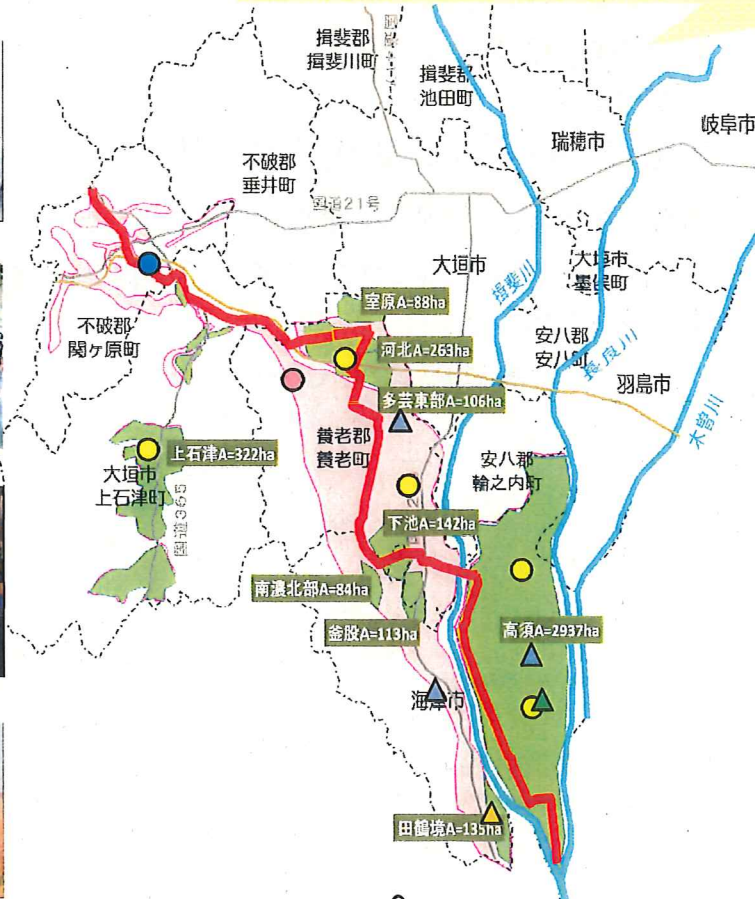 揖斐郡
揖斐川町
揖斐郡
池田町
瑞穂市
岐阜市
不破郡
垂井町
国道21号
大垣市
揖斐川
大垣市
墨俣町
室原A=88ha
不破郡
関ヶ原町
河北A=263ha
安八郡
安八町
長良川
羽島市
木曽川
多芸東部A=106ha
養老郡
養老町
上石津A=322ha
大垣市
上石津町
国道365
安八郡
輪之内町
下池A=142ha
南濃北部A=84ha
釜股A=113ha
高須A=2937ha
海津市
田鶴境A=135ha